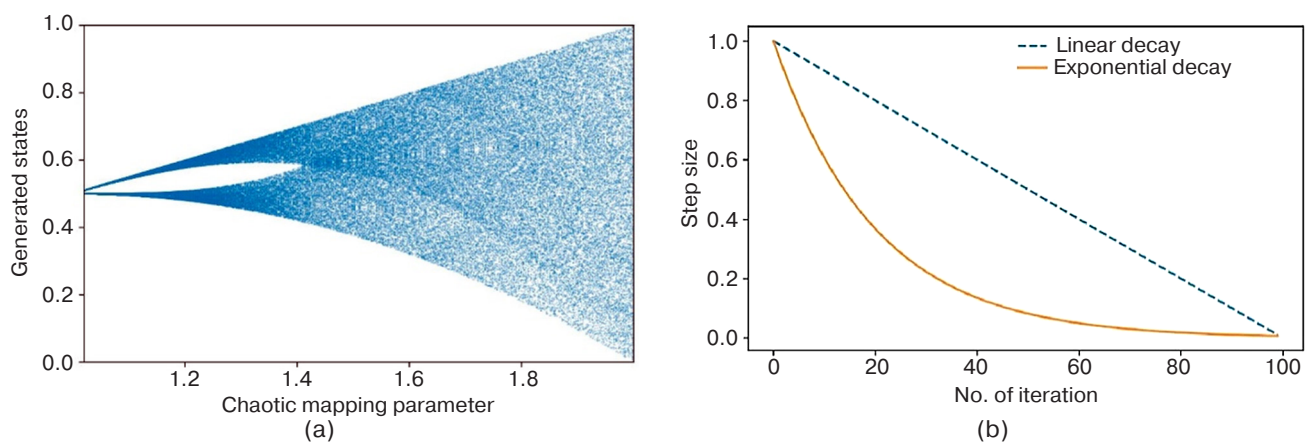 1.0
0.8
0.6
0.4
0.2
0.0
Generated states
1.2 1.4 1.6 1.8
Chaotic mapping parameter
(a)
Linear decay
Exponential decay
1.0
0.8
0.6
0.4
0.2
0.0
Step size
0 20 40 60 80 100
No. of iteration
(b)